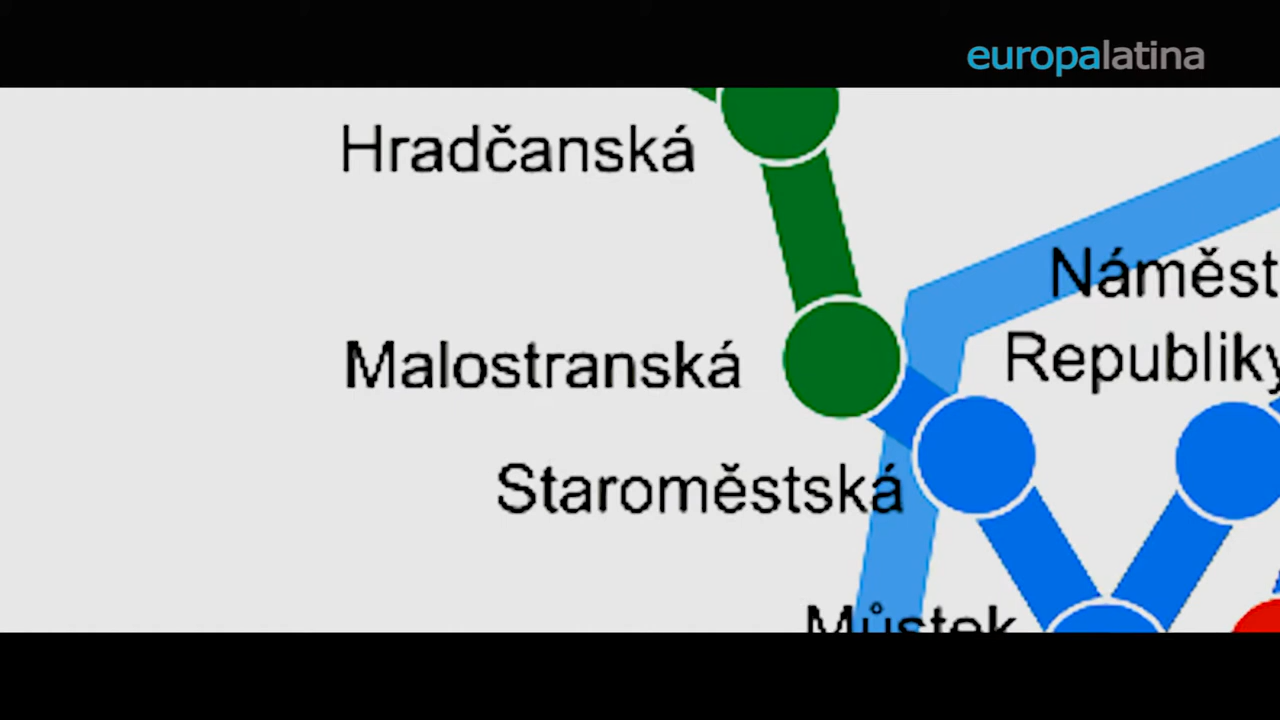 europalatina
Hradčanská
Náměst
Malostranská
Republiky
Staroměstská
Můstek